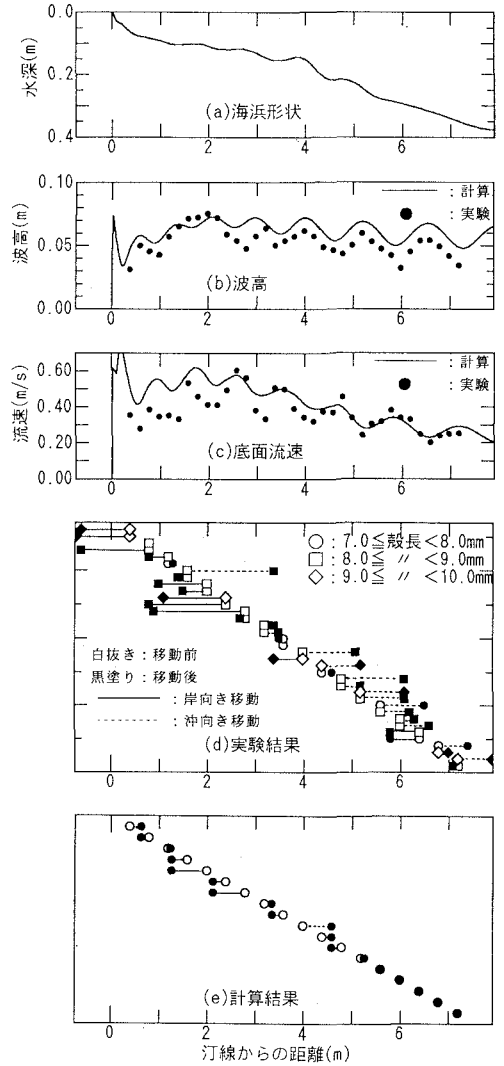 0.0
0.2
0.4
水深(m)
(a)海浜形状
0 2 4 6
0.10
0.05
0.00
波高(m)
——:計算
●:実験
(b)波高
0 2 4 6
0.60
0.40
0.20
0.00
流速(m/s)
——:計算
●:実験
(c)底面流速
0 2 4 6
○:7.0≦殻長<8.0mm
□:8.0≦ 〃 <9.0mm
◇:9.0≦ 〃 <10.0mm
白抜き:移動前
黒塗り:移動後
——:岸向き移動
-----:沖向き移動
(d)実験結果
0 2 4 6
(e)計算結果
0 2 4 6
汀線からの距離(m)